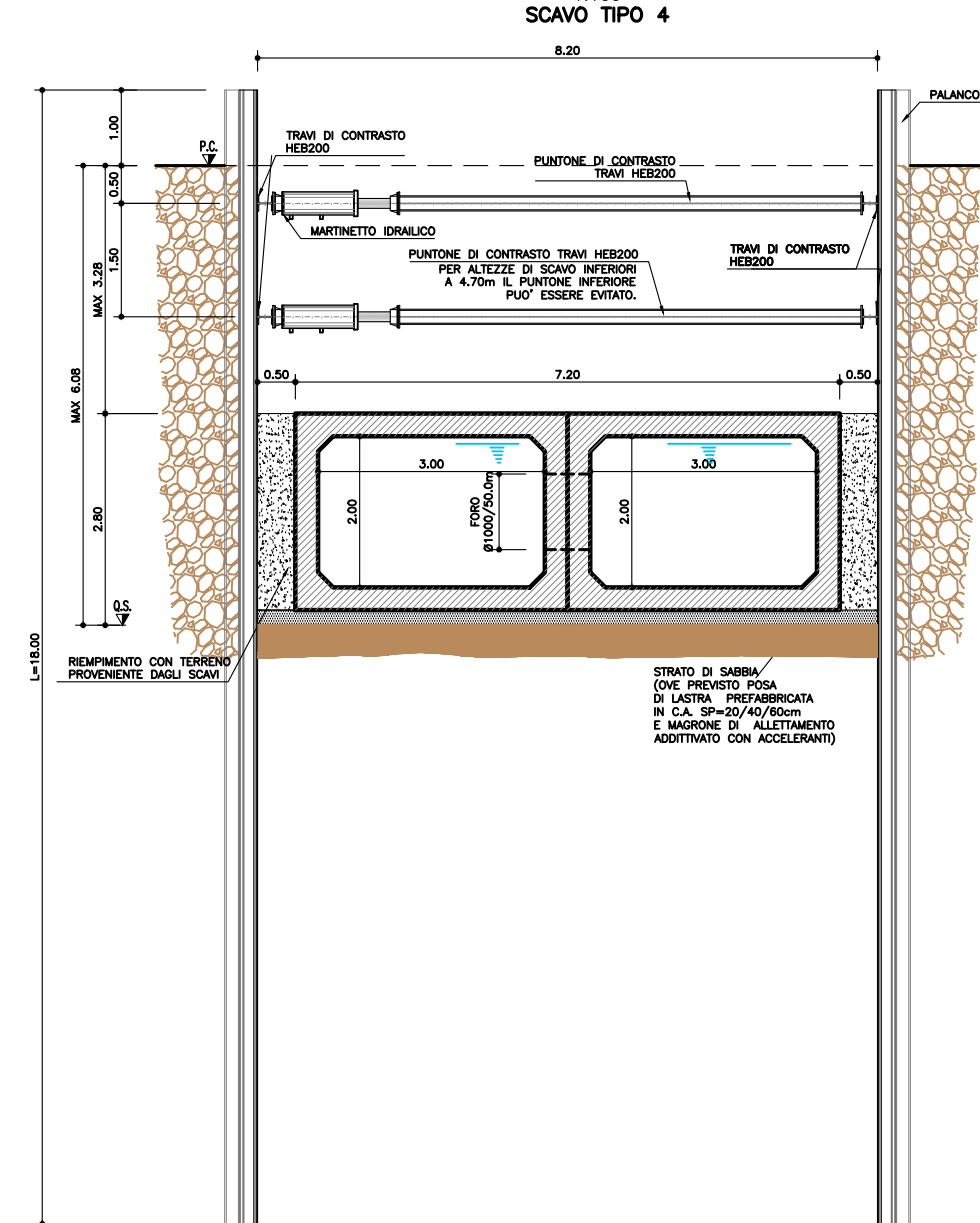 SCAVO TIPO 4
8.20
PALANCO
1.00
P.C.
TRAVI DI CONTRASTO
HEB200
PUNTONE DI CONTRASTO
TRAVI HEB200
0.50
MARTINETTO IDRAILICO
1.50
MAX 3.28
PUNTONE DI CONTRASTO TRAVI HEB200
PER ALTEZZE DI SCAVO INFERIORI
A 4.70m IL PUNTONE INFERIORE
PUO' ESSERE EVITATO.
TRAVI DI CONTRASTO
HEB200
MAX 6.08
0.50
7.20
0.50
3.00
3.00
2.00
FORO
Ø1000/50.0m
2.00
2.80
Q.S.
L=18.00
RIEMPIMENTO CON TERRENO
PROVENIENTE DAGLI SCAVI
STRATO DI SABBIA
(OVE PREVISTO POSA
DI LASTRA PREFABBRICATA
IN C.A. SP=20/40/60cm
E MAGRONE DI ALLETTAMENTO
ADDITTIVATO CON ACCELERANTI)